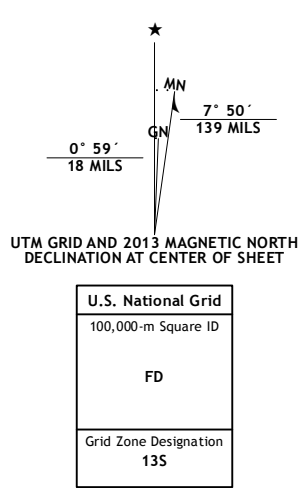 ★
MN
GN
7° 50´
139 MILS
0° 59´
18 MILS
UTM GRID AND 2013 MAGNETIC NORTH
DECLINATION AT CENTER OF SHEET
U.S. National Grid
100,000-m Square ID
FD
Grid Zone Designation
13S